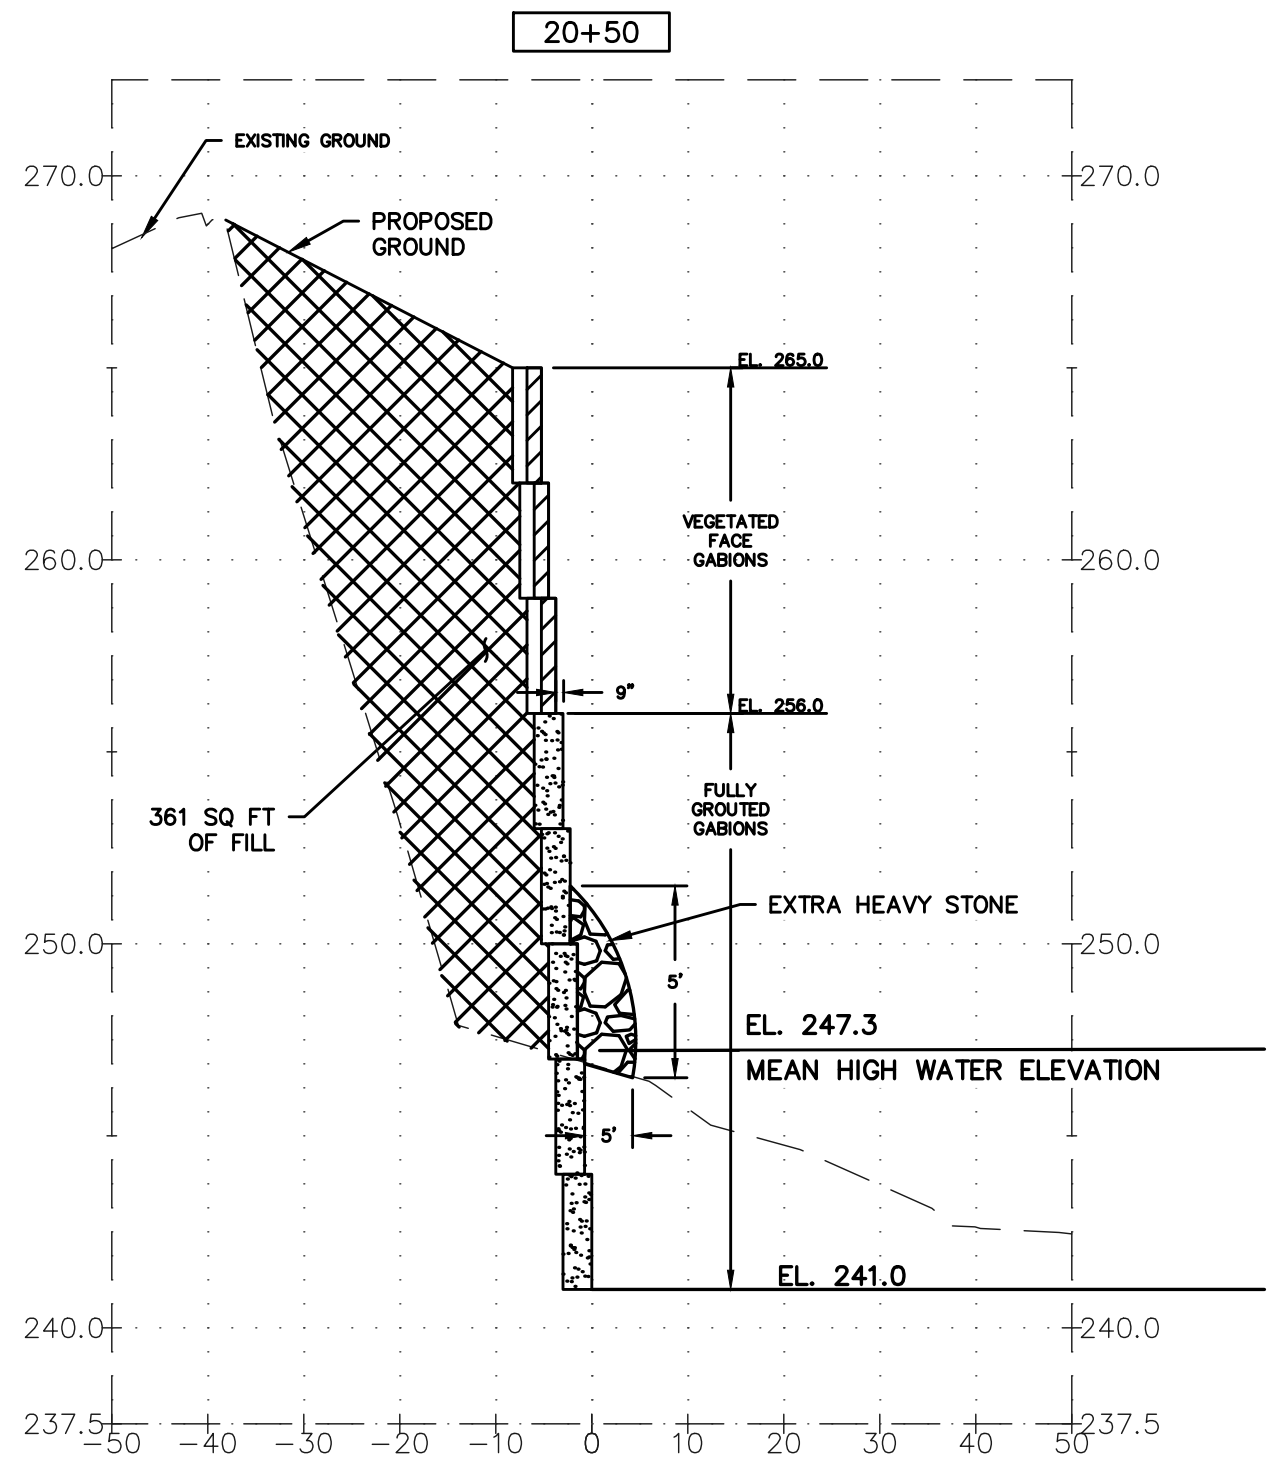 20+50
EXISTING GROUND
270.0
270.0
PROPOSED
GROUND
EL. 265.0
VEGETATED
FACE
GABIONS
260.0
260.0
9"
EL. 256.0
FULLY
GROUTED
GABIONS
361 SQ FT
OF FILL
EXTRA HEAVY STONE
250.0
250.0
5'
EL. 247.3
MEAN HIGH WATER ELEVATION
5'
EL. 241.0
240.0
240.0
237.5
237.5
-50 -40 -30 -20 -10 0 10 20 30 40 50